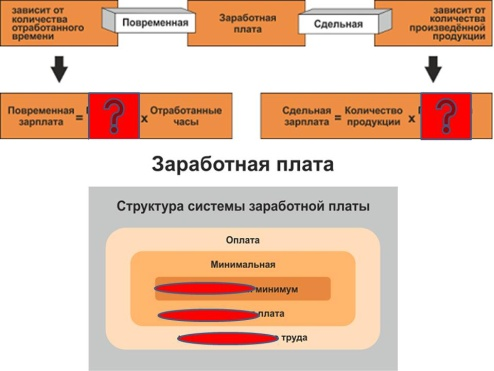 зависит от
количества
отработанного
времени
Повременная
Заработная
плата
Сдельная
зависит от
количества
произведённой
продукции
Повременная
зарплата
=
?
x
Отработанные
часы
Сдельная
зарплата
=
Количество
продукции
x
?
Заработная плата
Структура системы заработной платы
Оплата
Минимальная
минимум
плата
труда